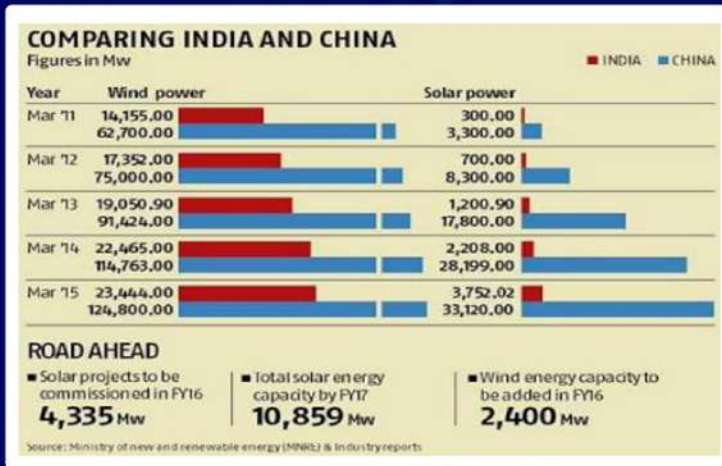 COMPARING INDIA AND CHINA
Figures in Mw
INDIA CHINA
Year Wind power Solar power
Mar '11 14,155.00 300.00
62,700.00 3,300.00
Mar '12 17,352.00 700.00
75,000.00 8,300.00
Mar '13 19,050.90 1,200.90
91,424.00 17,800.00
Mar '14 22,465.00 2,208.00
114,763.00 28,199.00
Mar '15 23,444.00 3,752.02
124,800.00 33,120.00
ROAD AHEAD
Solar projects to be
commissioned in FY16
4,335 Mw
Total solar energy
capacity by FY17
10,859 Mw
Wind energy capacity to
be added in FY16
2,400 Mw
Source: Ministry of new and renewable energy (MNRE) & Industry reports